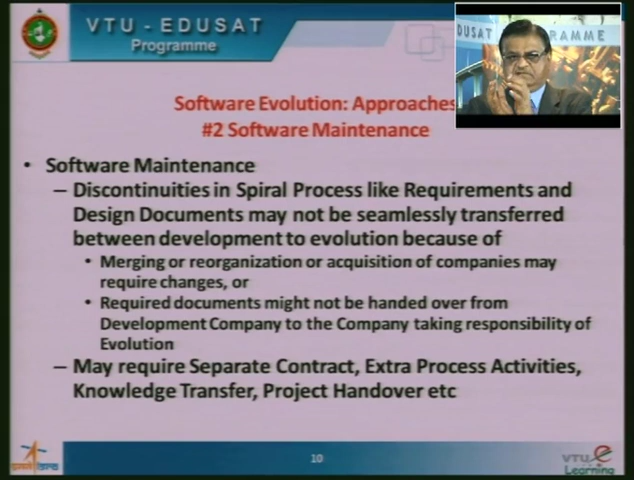 VTU - EDUSAT
Programme
DUSAT
RAMME
Software Evolution: Approaches
#2 Software Maintenance
• Software Maintenance
– Discontinuities in Spiral Process like Requirements and
Design Documents may not be seamlessly transferred
between development to evolution because of
• Merging or reorganization or acquisition of companies may
require changes, or
• Required documents might not be handed over from
Development Company to the Company taking responsibility of
Evolution
– May require Separate Contract, Extra Process Activities,
Knowledge Transfer, Project Handover etc
10
VTU e
Learning